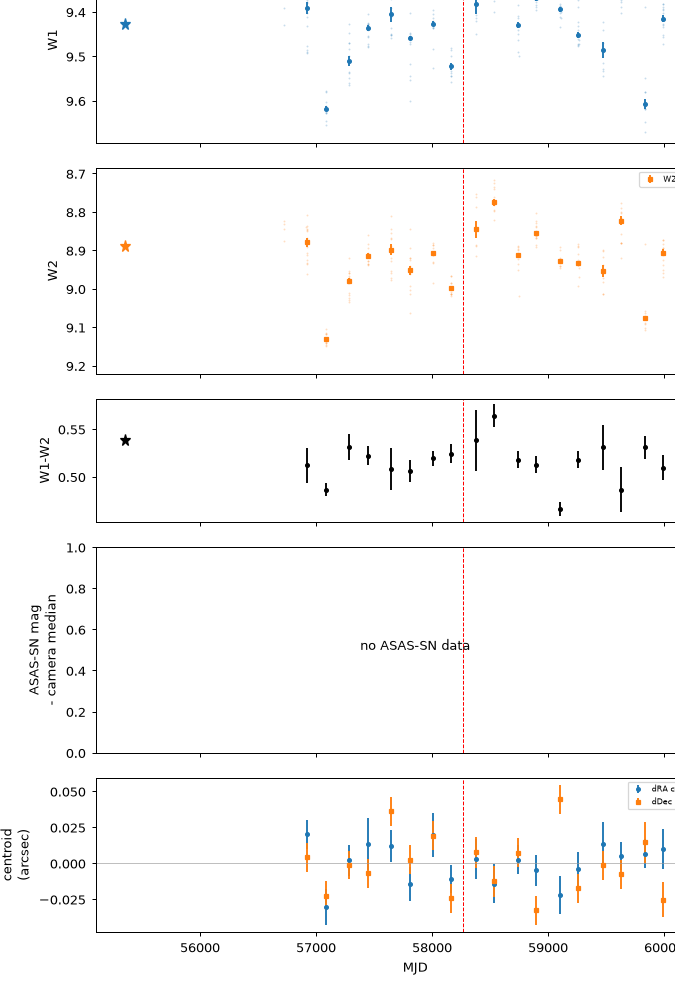 9.4
9.5
9.6
W1
8.7
8.8
8.9
9.0
9.1
9.2
W2
W2
0.55
0.50
W1-W2
1.0
0.8
0.6
0.4
0.2
0.0
ASAS-SN mag
- camera median
no ASAS-SN data
0.050
0.025
0.000
−0.025
centroid
(arcsec)
dRA c
dDec
56000
57000
58000
59000
6000
MJD